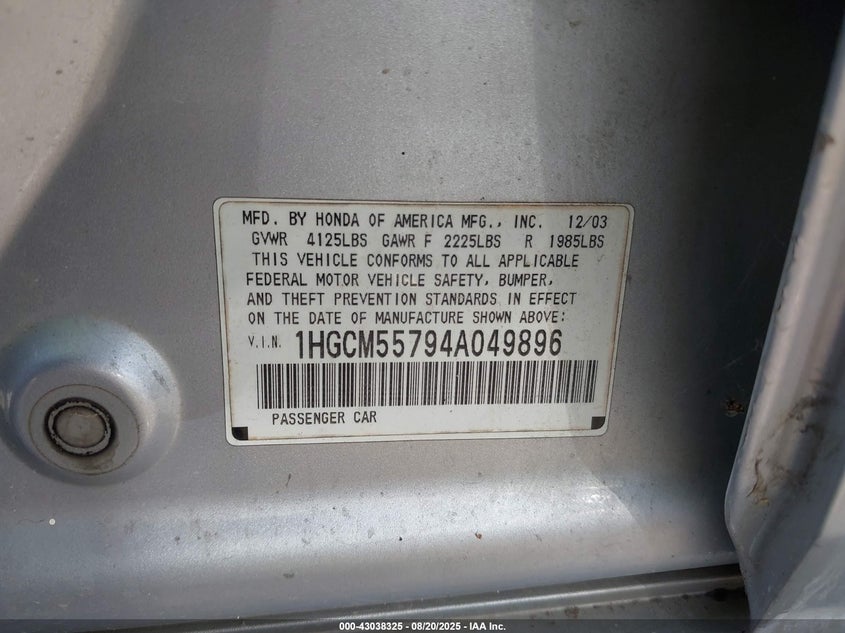 MFD. BY HONDA OF AMERICA MFG., INC. 12/03
GVWR 4125LBS GAWR F 2225LBS R 1985LBS
THIS VEHICLE CONFORMS TO ALL APPLICABLE
FEDERAL MOTOR VEHICLE SAFETY, BUMPER,
AND THEFT PREVENTION STANDARDS IN EFFECT
ON THE DATE OF MANUFACTURE SHOWN ABOVE:
V.I.N. 1HGCM55794A049896
PASSENGER CAR
000-43038325 - 08/20/2025 - IAA Inc.